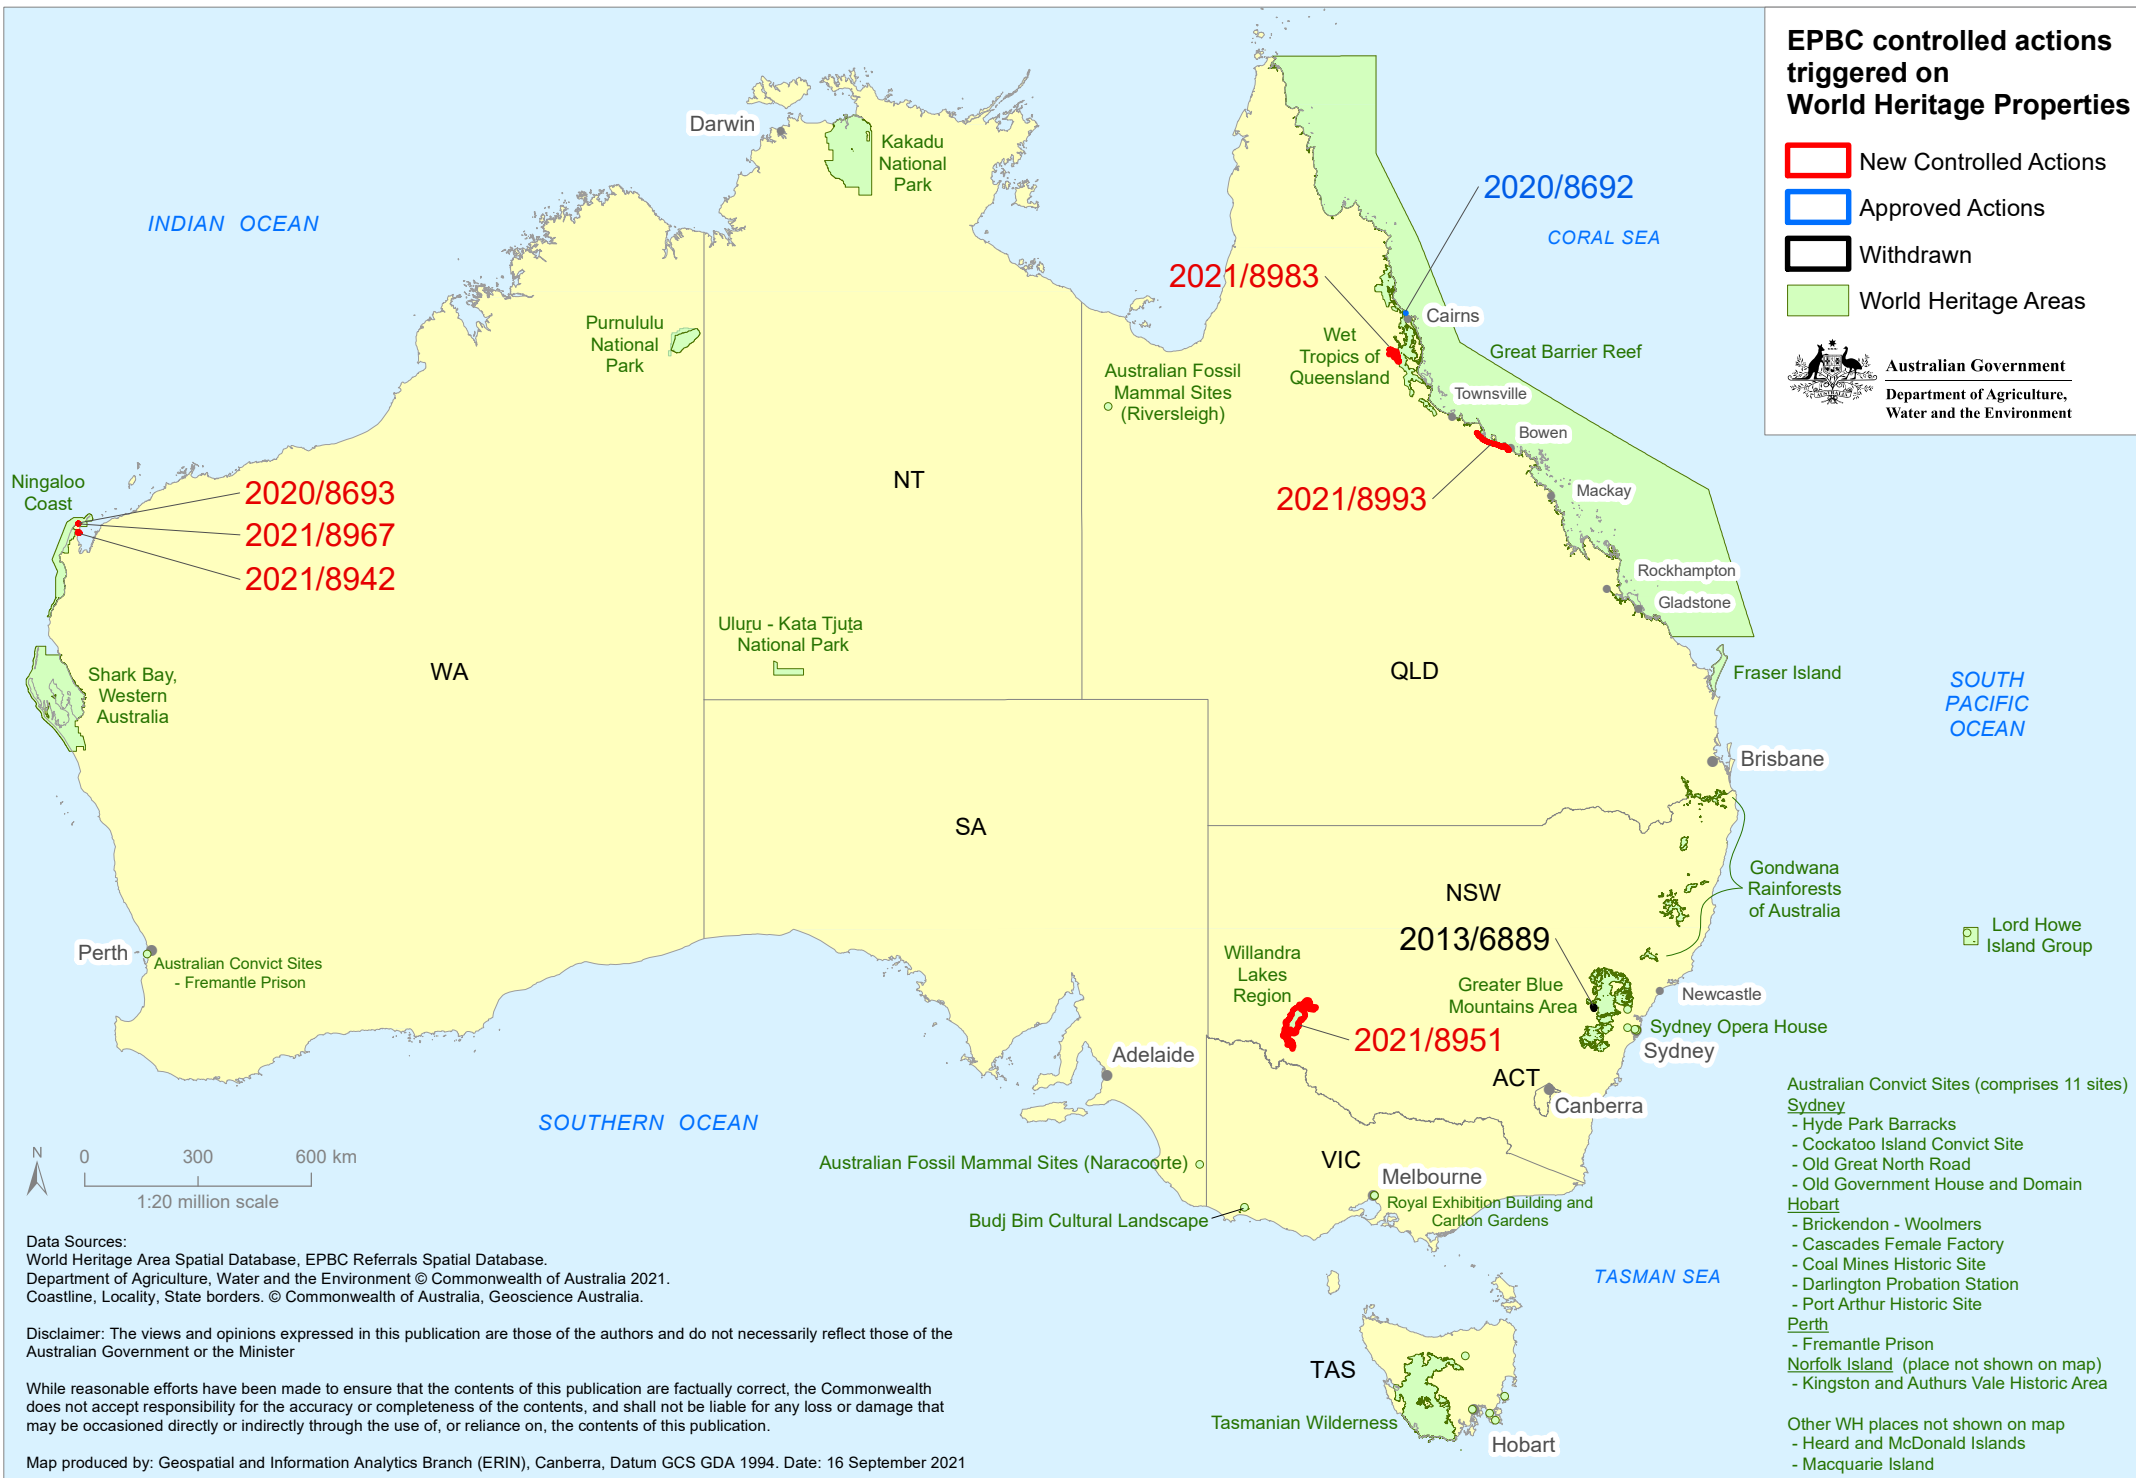 EPBC controlled actions
triggered on
World Heritage Properties
New Controlled Actions
Approved Actions
Withdrawn
World Heritage Areas
Australian Government
Department of Agriculture,
Water and the Environment
Darwin
Kakadu
National
Park
INDIAN OCEAN
2020/8692
CORAL SEA
2021/8983
Cairns
Purnululu
National
Park
Wet
Tropics of
Queensland
Great Barrier Reef
Australian Fossil
Mammal Sites
(Riversleigh)
Townsville
Bowen
NT
Ningaloo
Coast
2020/8693
2021/8967
2021/8942
2021/8993
Mackay
Rockhampton
Gladstone
Uluṟu - Kata Tjuṯa
National Park
WA
QLD
Shark Bay,
Western
Australia
Fraser Island
SOUTH
PACIFIC
OCEAN
Brisbane
SA
Gondwana
Rainforests
of Australia
NSW
2013/6889
Lord Howe
Island Group
Perth
Australian Convict Sites
- Fremantle Prison
Willandra
Lakes
Region
Greater Blue
Mountains Area
Newcastle
Sydney Opera House
2021/8951
Sydney
Adelaide
ACT
Canberra
SOUTHERN OCEAN
N
0 300 600 km
1:20 million scale
Australian Fossil Mammal Sites (Naracoorte)
VIC
Melbourne
Royal Exhibition Building and
Carlton Gardens
Budj Bim Cultural Landscape
TASMAN SEA
TAS
Tasmanian Wilderness
Hobart
Australian Convict Sites (comprises 11 sites)
Sydney
- Hyde Park Barracks
- Cockatoo Island Convict Site
- Old Great North Road
- Old Government House and Domain
Hobart
- Brickendon - Woolmers
- Cascades Female Factory
- Coal Mines Historic Site
- Darlington Probation Station
- Port Arthur Historic Site
Perth
- Fremantle Prison
Norfolk Island (place not shown on map)
- Kingston and Authurs Vale Historic Area
Other WH places not shown on map
- Heard and McDonald Islands
- Macquarie Island
Data Sources:
World Heritage Area Spatial Database, EPBC Referrals Spatial Database.
Department of Agriculture, Water and the Environment © Commonwealth of Australia 2021.
Coastline, Locality, State borders. © Commonwealth of Australia, Geoscience Australia.
Disclaimer: The views and opinions expressed in this publication are those of the authors and do not necessarily reflect those of the
Australian Government or the Minister
While reasonable efforts have been made to ensure that the contents of this publication are factually correct, the Commonwealth
does not accept responsibility for the accuracy or completeness of the contents, and shall not be liable for any loss or damage that
may be occasioned directly or indirectly through the use of, or reliance on, the contents of this publication.
Map produced by: Geospatial and Information Analytics Branch (ERIN), Canberra, Datum GCS GDA 1994. Date: 16 September 2021